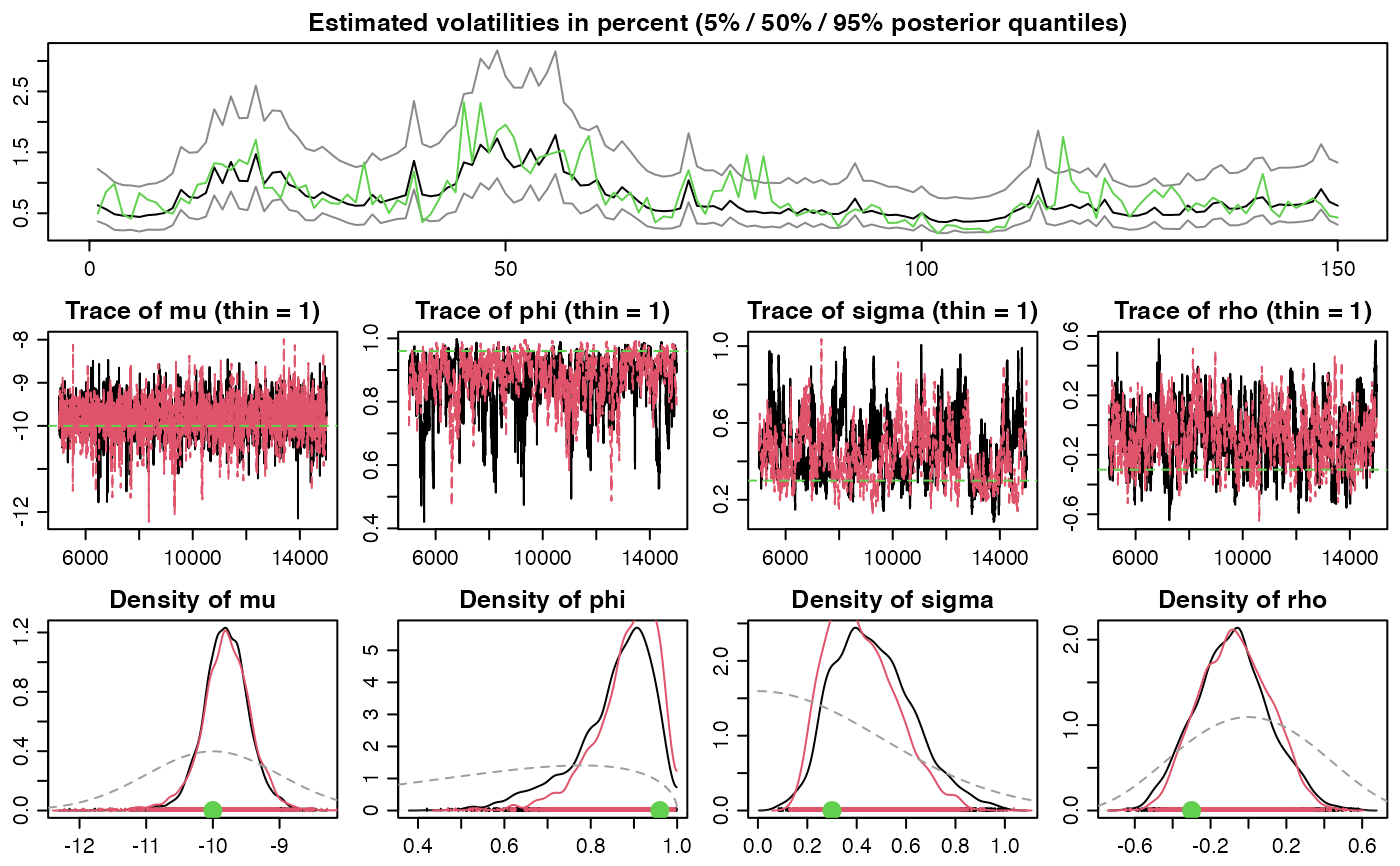 Estimated volatilities in percent (5% / 50% / 95% posterior quantiles)
0.5 1.5 2.5
0 50 100 150
Trace of mu (thin = 1) Trace of phi (thin = 1) Trace of sigma (thin = 1) Trace of rho (thin = 1)
-12 -10 -9 -8
6000 10000 14000
0.4 0.6 0.8 1.0
6000 10000 14000
0.2 0.6 1.0
6000 10000 14000
-0.6 -0.2 0.2 0.6
6000 10000 14000
Density of mu Density of phi Density of sigma Density of rho
0.0 0.4 0.8 1.2
-12 -11 -10 -9
0 1 2 3 4 5
0.4 0.6 0.8 1.0
0.0 1.0 2.0
0.0 0.2 0.4 0.6 0.8 1.0
0.0 1.0 2.0
-0.6 -0.2 0.2 0.6